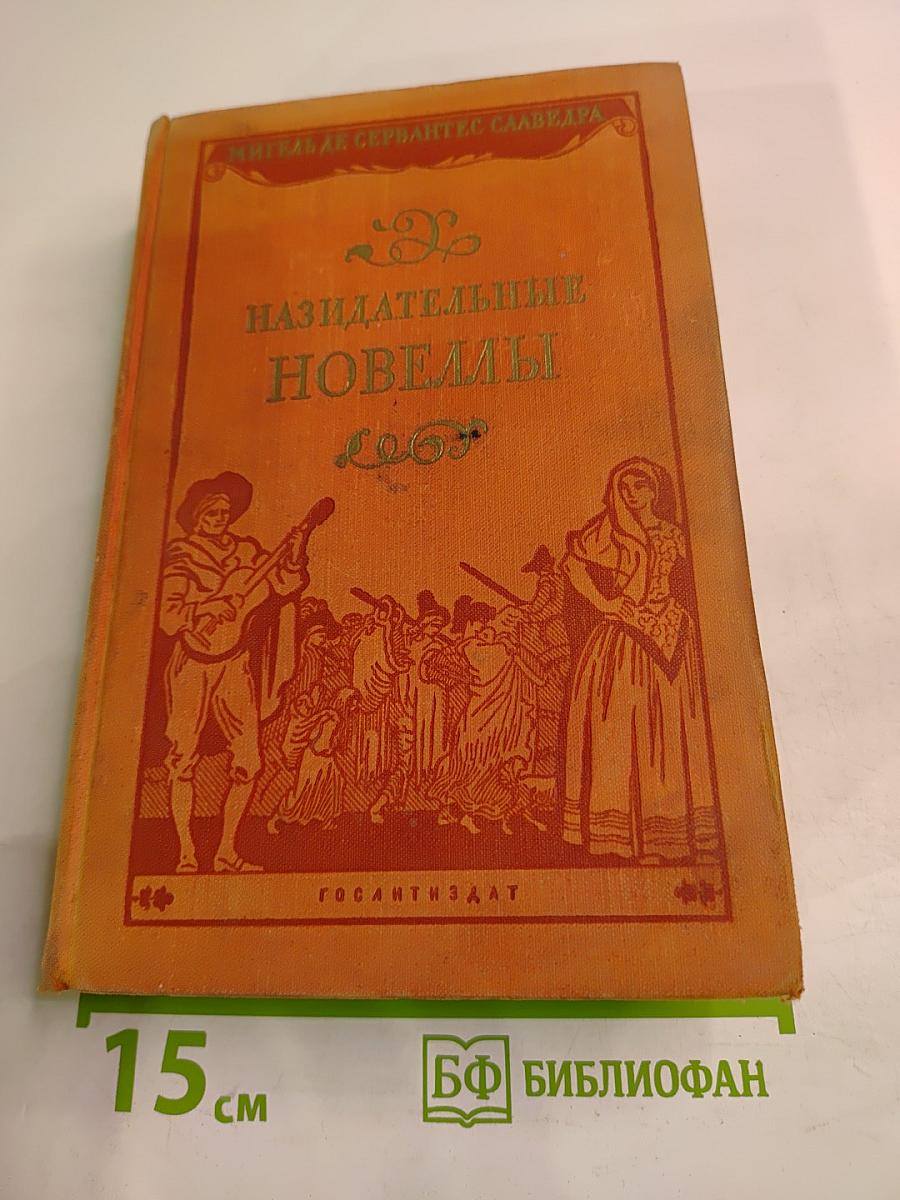 МИГЕЛЬ ДЕ СЕРВАНТЕС СААВЕДРА
НАЗИДАТЕЛЬНЫЕ
НОВЕЛЛЫ
ГОСЛИТИЗДАТ
15 см
БФ БИБЛИОФАН